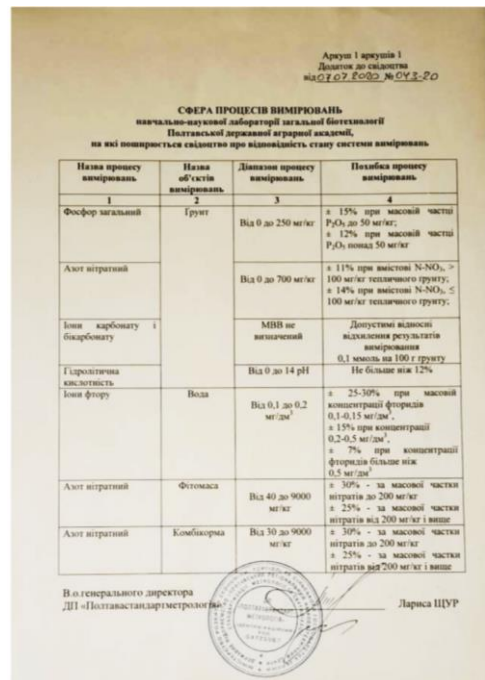 Аркуш 1 аркушів 1
Додаток до свідоцтва
від 07.07 2020 № 043-20
СФЕРА ПРОЦЕСІВ ВИМІРЮВАНЬ
навчально-наукової лабораторії загальної біотехнології
Полтавської державної аграрної академії,
на які поширюється свідоцтво про відповідність стану системи вимірювань
Назва процесу вимірювань
Назва об'єктів вимірювань
Діапазон процесу вимірювань
Похибка процесу вимірювань
1 2 3 4
Фосфор загальний
Ґрунт
Від 0 до 250 мг/кг
± 15% при масовій частці
P₂O₅ до 50 мг/кг;
± 12% при масовій частці
P₂O₅ понад 50 мг/кг
Азот нітратний
Від 0 до 700 мг/кг
± 11% при вмістові N-NO₃, >
100 мг/кг тепличного ґрунту;
± 14% при вмістові N-NO₃, ≤
100 мг/кг тепличного ґрунту;
Іони карбонату і
бікарбонату
МВВ не
визначений
Допустимі відносні
відхилення результатів
вимірювання
0,1 ммоль на 100 г ґрунту
Гідролітична
кислотність
Від 0 до 14 pH
Не більше ніж 12%
Іони фтору
Вода
Від 0,1 до 0,2
мг/дм³
± 25-30% при масовій
концентрації фторидів
0,1-0,15 мг/дм³,
± 15% при концентрації
0,2-0,5 мг/дм³,
± 7% при концентрації
фторидів більше ніж
0,5 мг/дм³
Азот нітратний
Фітомаса
Від 40 до 9000
мг/кг
± 30% - за масової частки
нітратів до 200 мг/кг
± 25% - за масової частки
нітратів від 200 мг/кг і вище
Азот нітратний
Комбікорма
Від 30 до 9000
мг/кг
± 30% - за масової частки
нітратів до 200 мг/кг
± 25% - за масової частки
нітратів від 200 мг/кг і вище
В.о.генерального директора
ДП «Полтавастандартметрологія»
Лариса ЩУР